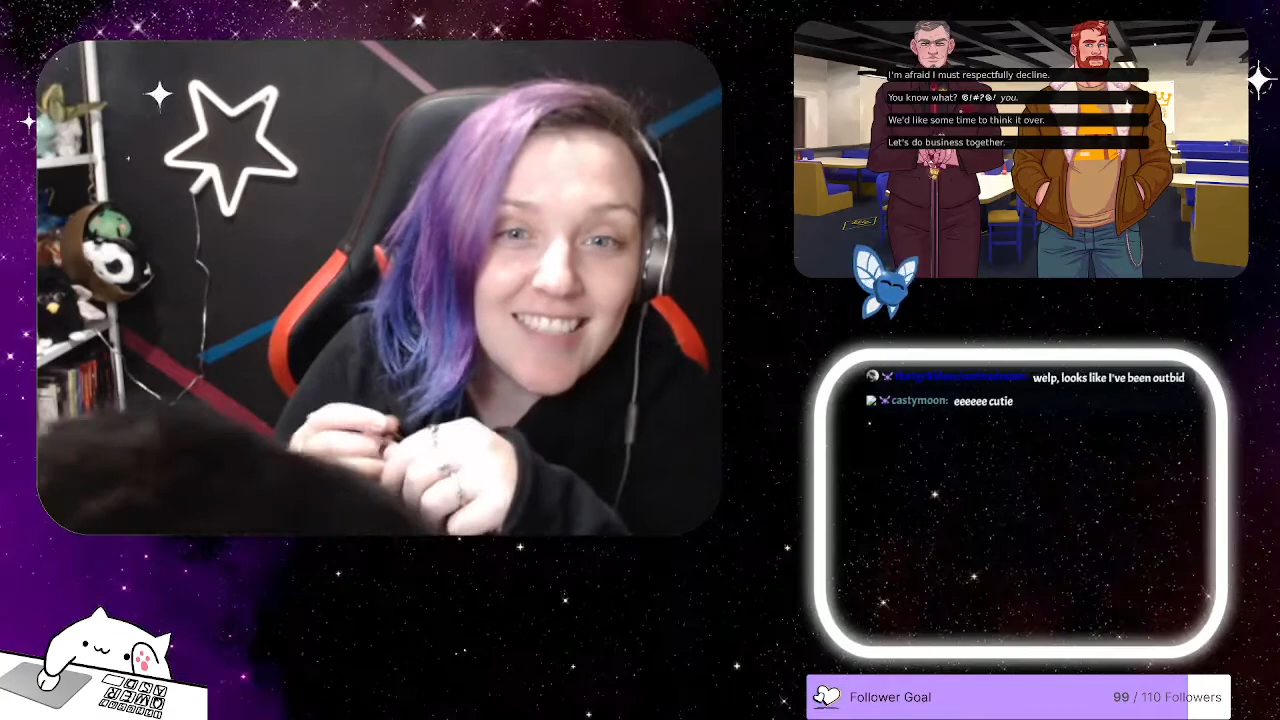 I'm afraid I must respectfully decline.
You know what? @!#?@! you.
We'd like some time to think it over.
Let's do business together.
welp, looks like I've been outbid
castymoon: eeeeee cutie
Follower Goal 99 / 110 Followers